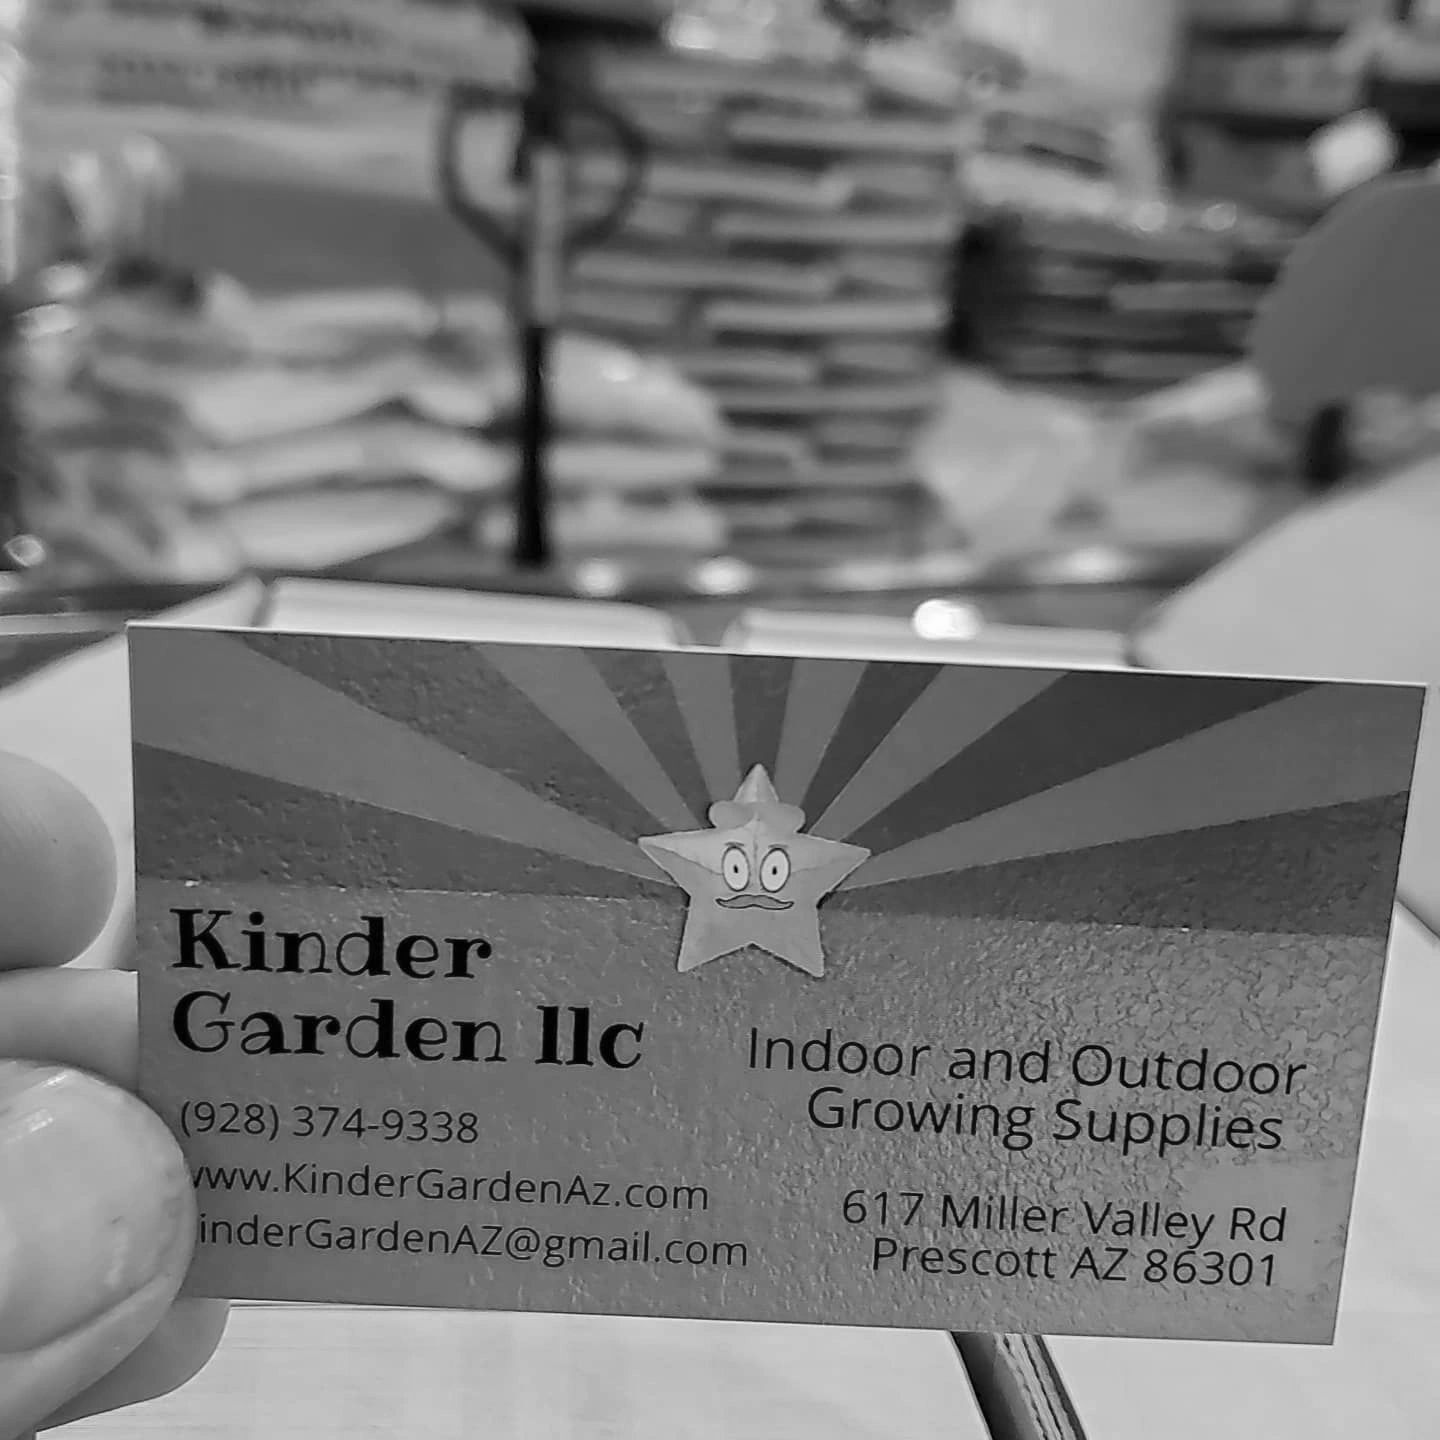 Kinder
Garden llc
(928) 374-9338
www.KinderGardenAz.com
inderGardenAZ@gmail.com
Indoor and Outdoor
Growing Supplies
617 Miller Valley Rd
Prescott AZ 86301